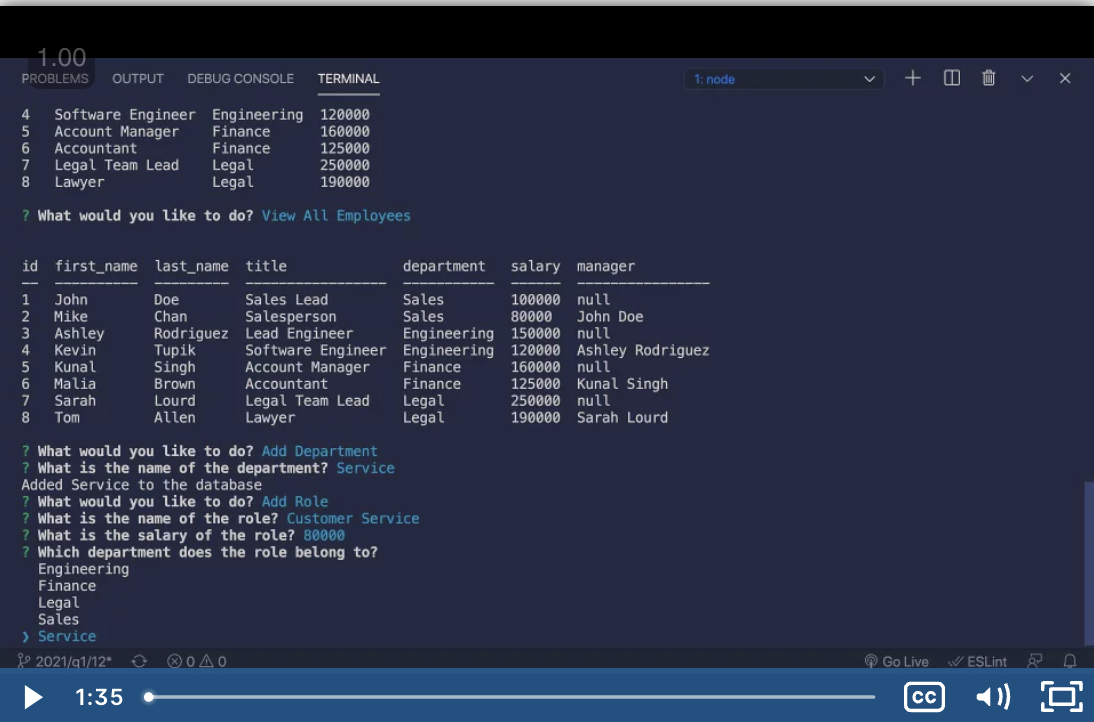 1.00
PROBLEMS OUTPUT DEBUG CONSOLE TERMINAL 1: node
4 Software Engineer Engineering 120000
5 Account Manager Finance 160000
6 Accountant Finance 125000
7 Legal Team Lead Legal 250000
8 Lawyer Legal 190000
? What would you like to do? View All Employees
id first_name last_name title department salary manager
-- ---------- --------- ----------------- ----------- ------ ----------------
1 John Doe Sales Lead Sales 100000 null
2 Mike Chan Salesperson Sales 80000 John Doe
3 Ashley Rodriguez Lead Engineer Engineering 150000 null
4 Kevin Tupik Software Engineer Engineering 120000 Ashley Rodriguez
5 Kunal Singh Account Manager Finance 160000 null
6 Malia Brown Accountant Finance 125000 Kunal Singh
7 Sarah Lourd Legal Team Lead Legal 250000 null
8 Tom Allen Lawyer Legal 190000 Sarah Lourd
? What would you like to do? Add Department
? What is the name of the department? Service
Added Service to the database
? What would you like to do? Add Role
? What is the name of the role? Customer Service
? What is the salary of the role? 80000
? Which department does the role belong to?
Engineering
Finance
Legal
Sales
❯ Service
2021/q1/12* 0 0 Go Live ESLint
1:35 CC